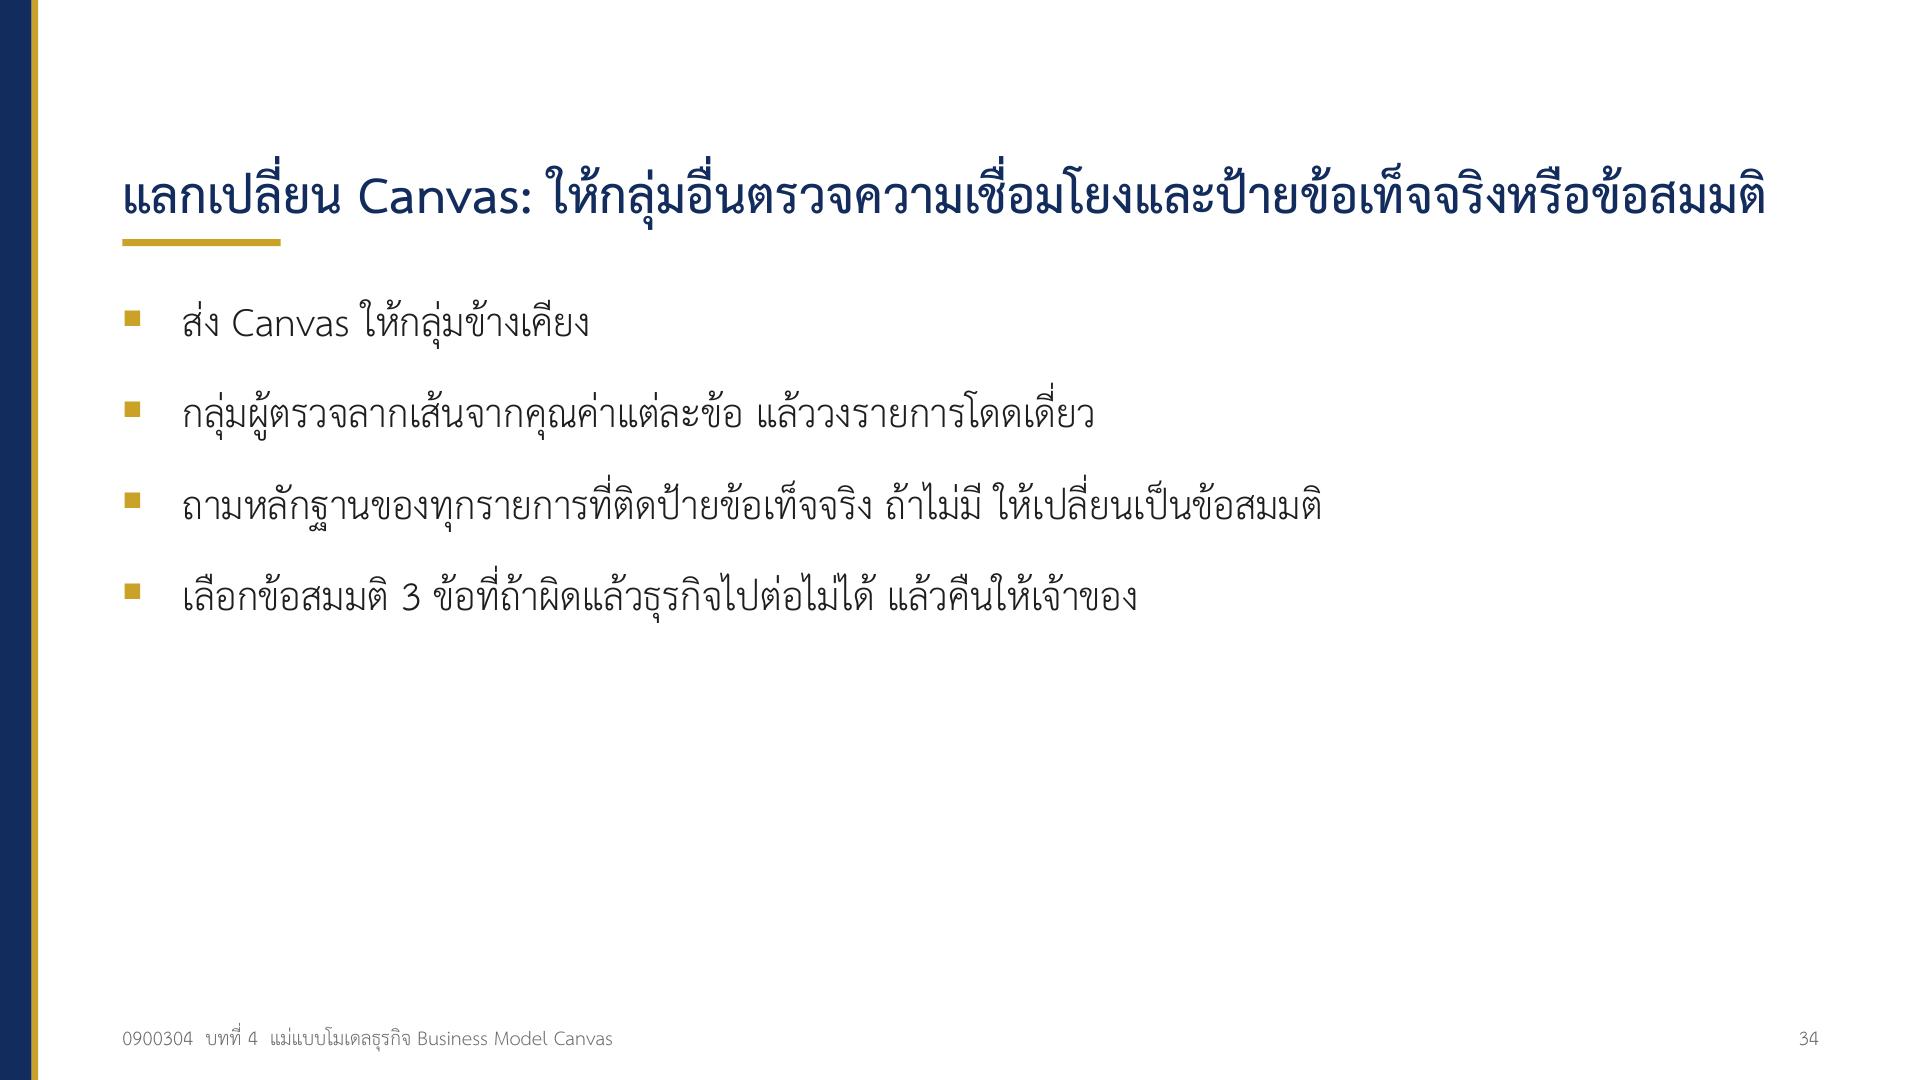 แลกเปลี่ยน Canvas: ให้กลุ่มอื่นตรวจความเชื่อมโยงและป้ายข้อเท็จจริงหรือข้อสมมติ
ส่ง Canvas ให้กลุ่มข้างเคียง
กลุ่มผู้ตรวจลากเส้นจากคุณค่าแต่ละข้อ แล้ววงรายการโดดเดี่ยว
ถามหลักฐานของทุกรายการที่ติดป้ายข้อเท็จจริง ถ้าไม่มี ให้เปลี่ยนเป็นข้อสมมติ
เลือกข้อสมมติ 3 ข้อที่ถ้าผิดแล้วธุรกิจไปต่อไม่ได้ แล้วคืนให้เจ้าของ
0900304 บทที่ 4 แม่แบบโมเดลธุรกิจ Business Model Canvas
34